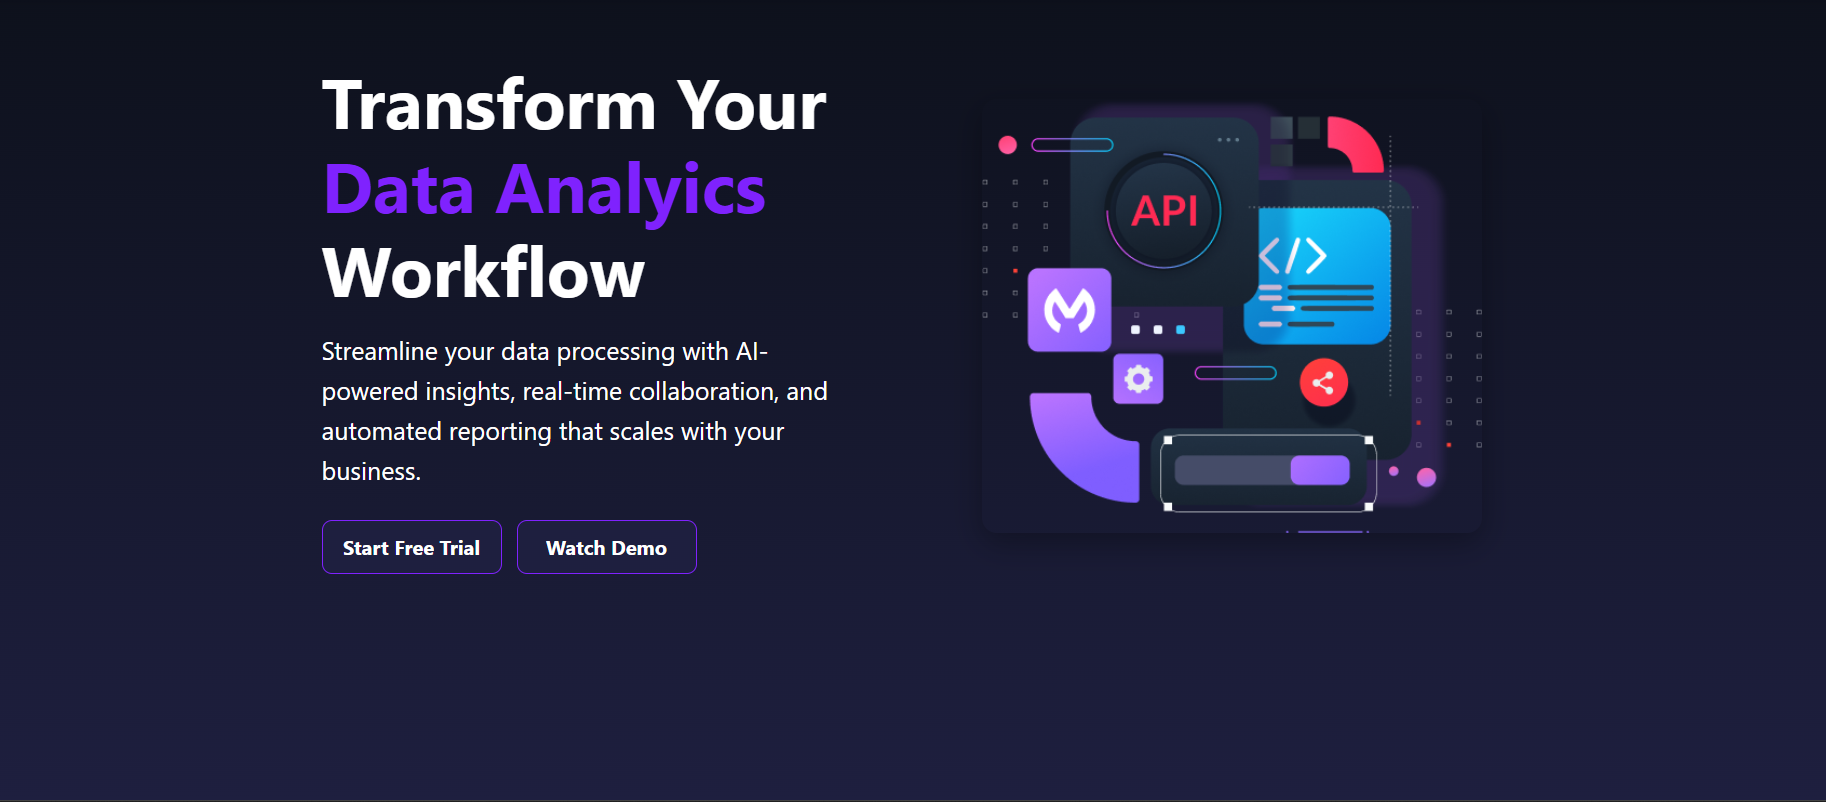 Transform Your
Data Analyics
Workflow
Streamline your data processing with AI-
powered insights, real-time collaboration, and
automated reporting that scales with your
business.
Start Free Trial
Watch Demo
API
</>